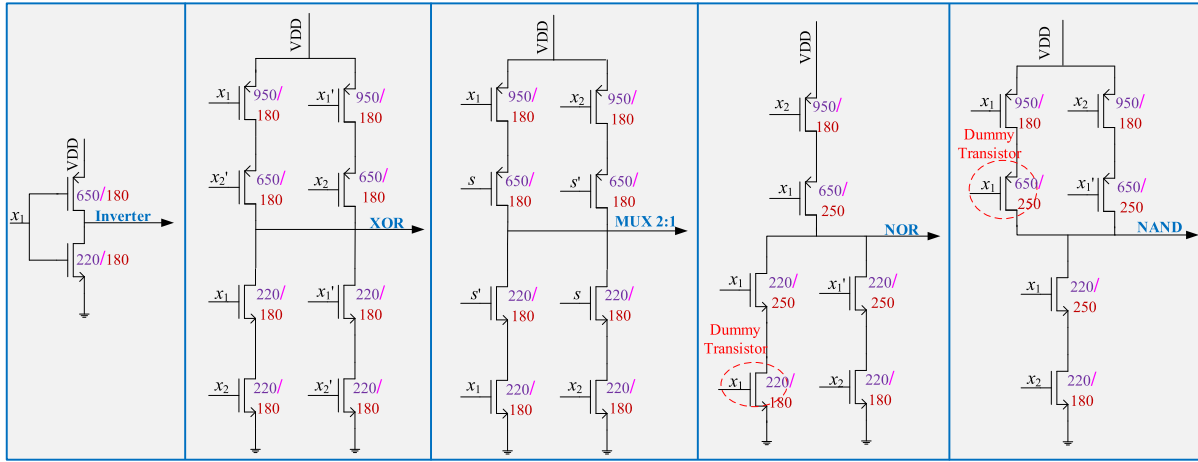 x1
VDD
650/180
Inverter
220/180
VDD
x1
950/
180
x1'
950/
180
x2'
650/
180
x2
650/
180
XOR
x1
220/
180
x1'
220/
180
x2
220/
180
x2'
220/
180
VDD
x1
950/
180
x2
950/
180
s
650/
180
s'
650/
180
MUX 2:1
s'
220/
180
s
220/
180
x1
220/
180
x2
220/
180
VDD
x2
950/
180
x1
650/
250
NOR
x1
220/
250
x1'
220/
250
Dummy
Transistor
x1
220/
180
x2
220/
180
VDD
x1
950/
180
x2
950/
180
Dummy
Transistor
x1
650/
250
x1'
650/
250
NAND
x1
220/
250
x2
220/
180